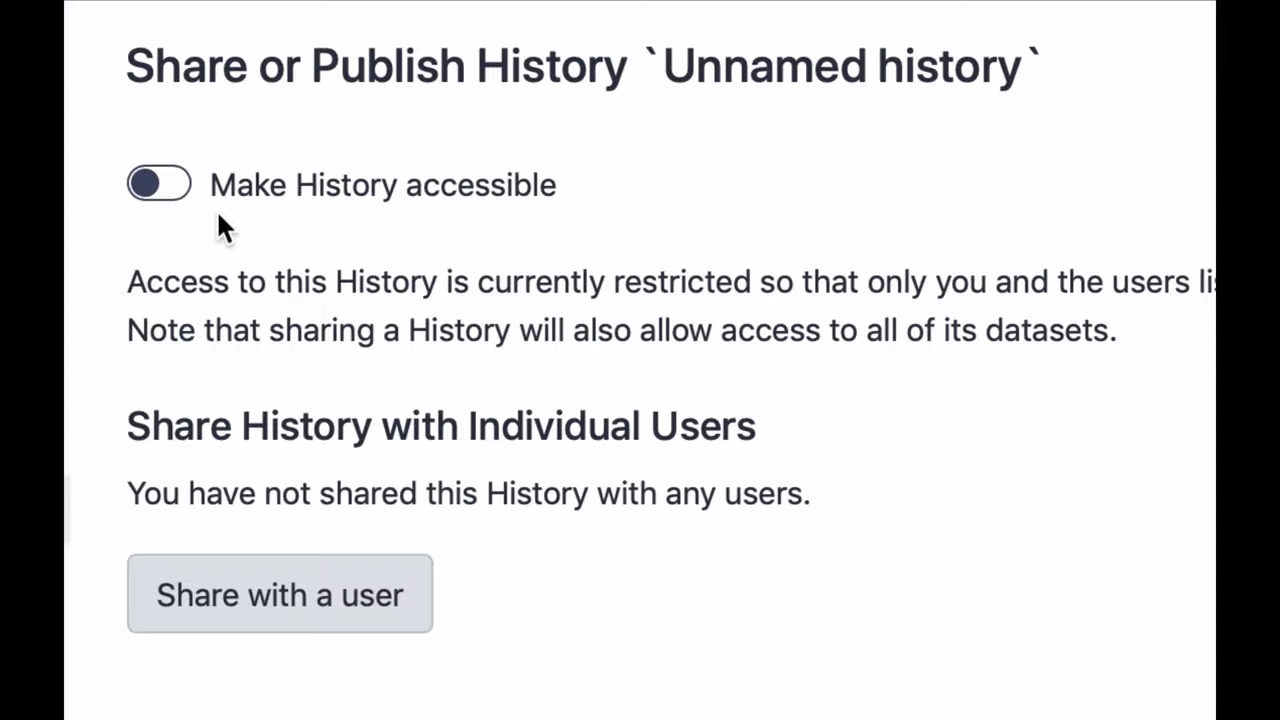 Share or Publish History `Unnamed history`
Make History accessible
Access to this History is currently restricted so that only you and the users
Note that sharing a History will also allow access to all of its datasets.
Share History with Individual Users
You have not shared this History with any users.
Share with a user